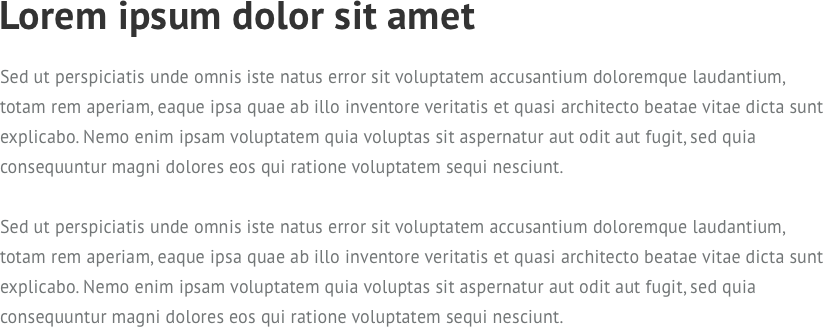 Lorem ipsum dolor sit amet
Sed ut perspiciatis unde omnis iste natus error sit voluptatem accusantium doloremque laudantium,
totam rem aperiam, eaque ipsa quae ab illo inventore veritatis et quasi architecto beatae vitae dicta sunt
explicabo. Nemo enim ipsam voluptatem quia voluptas sit aspernatur aut odit aut fugit, sed quia
consequuntur magni dolores eos qui ratione voluptatem sequi nesciunt.
Sed ut perspiciatis unde omnis iste natus error sit voluptatem accusantium doloremque laudantium,
totam rem aperiam, eaque ipsa quae ab illo inventore veritatis et quasi architecto beatae vitae dicta sunt
explicabo. Nemo enim ipsam voluptatem quia voluptas sit aspernatur aut odit aut fugit, sed quia
consequuntur magni dolores eos qui ratione voluptatem sequi nesciunt.